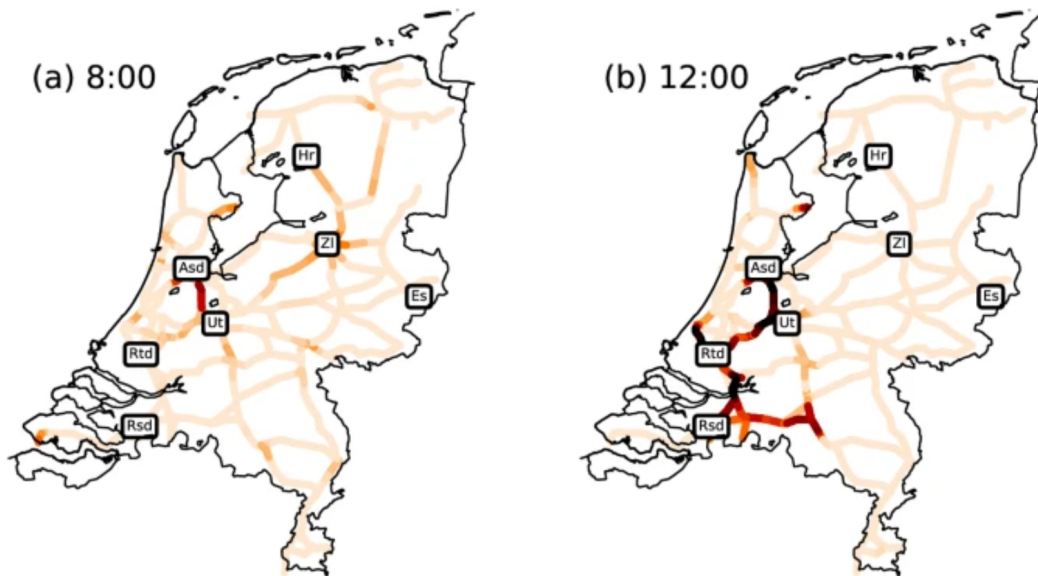 (a) 8:00
Hr
Zl
Asd
Es
Ut
Rtd
Rsd
(b) 12:00
Hr
Zl
Asd
Es
Ut
Rtd
Rsd